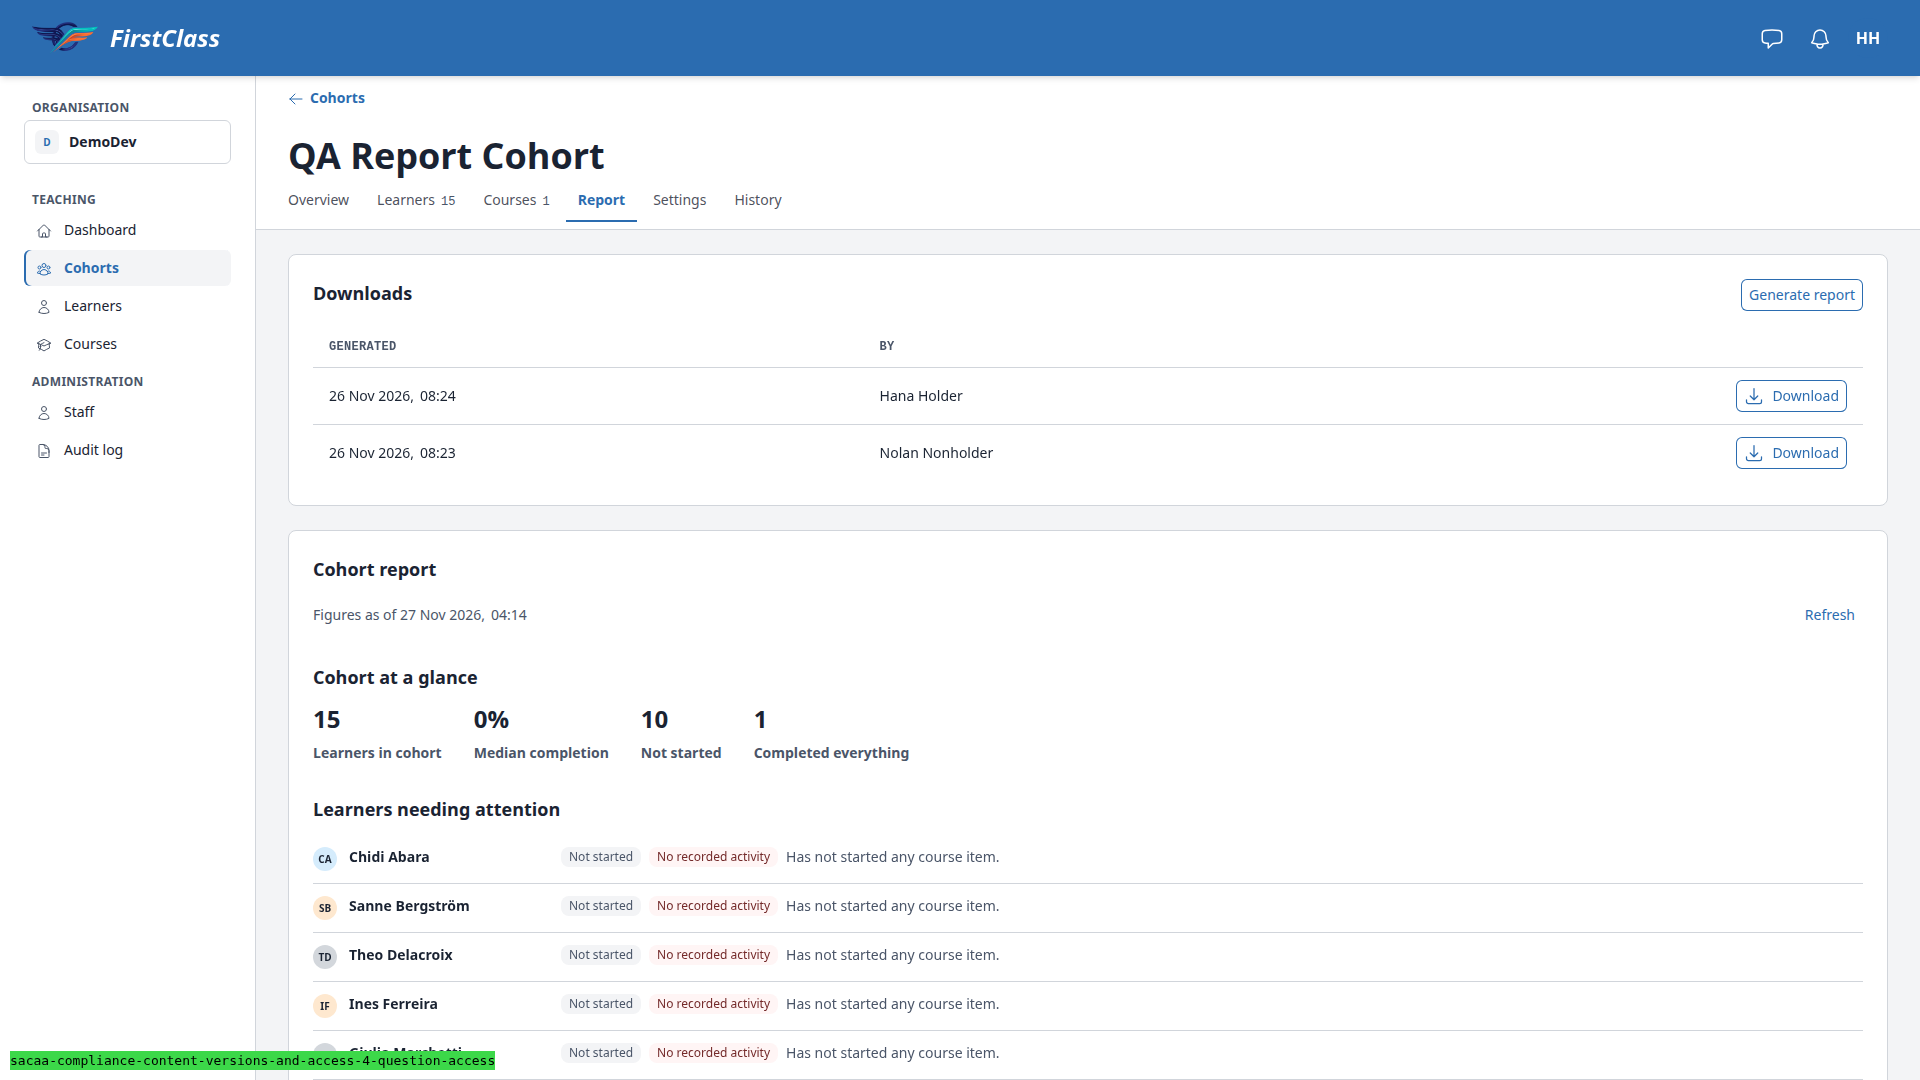 FirstClass
HH
ORGANISATION
D DemoDev
TEACHING
Dashboard
Cohorts
Learners
Courses
ADMINISTRATION
Staff
Audit log
Cohorts
QA Report Cohort
Overview Learners 15 Courses 1 Report Settings History
Downloads
Generate report
GENERATED BY
26 Nov 2026, 08:24 Hana Holder Download
26 Nov 2026, 08:23 Nolan Nonholder Download
Cohort report
Figures as of 27 Nov 2026, 04:14 Refresh
Cohort at a glance
15 0% 10 1
Learners in cohort Median completion Not started Completed everything
Learners needing attention
CA Chidi Abara Not started No recorded activity Has not started any course item.
SB Sanne Bergström Not started No recorded activity Has not started any course item.
TD Theo Delacroix Not started No recorded activity Has not started any course item.
IF Ines Ferreira Not started No recorded activity Has not started any course item.
Not started No recorded activity Has not started any course item.
sacaa-compliance-content-versions-and-access-4-question-access